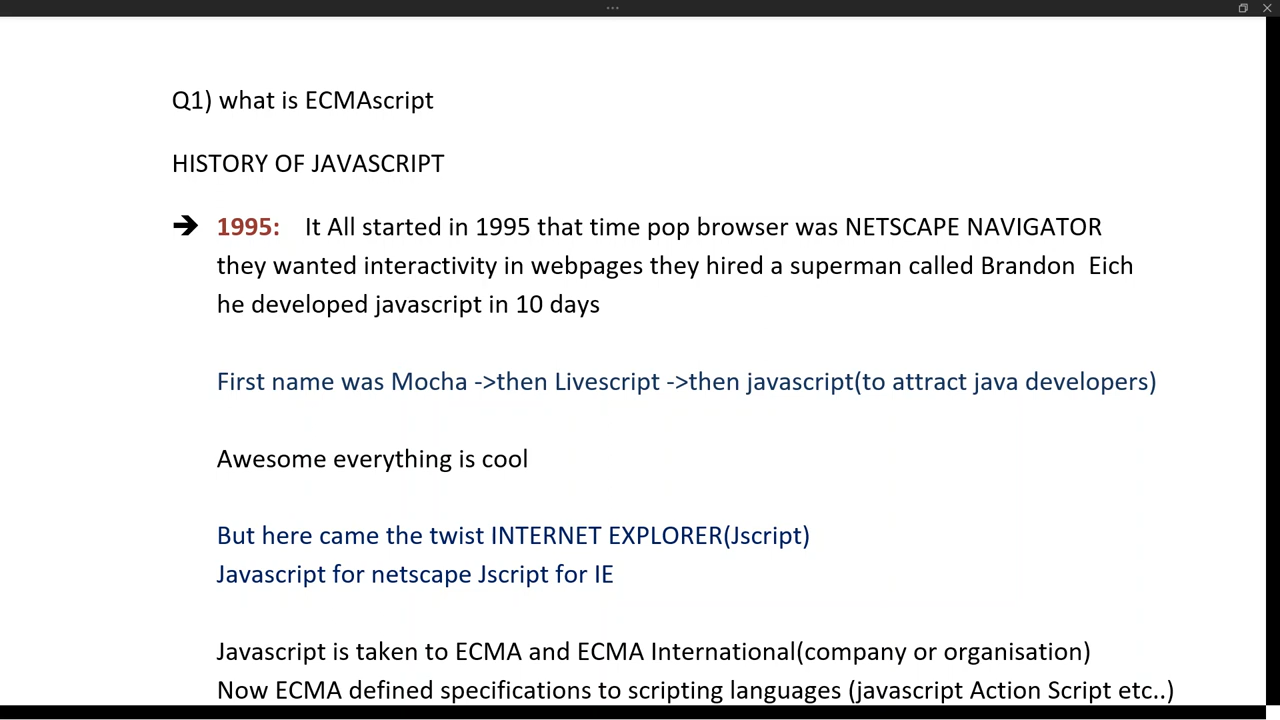 Q1) what is ECMAscript
HISTORY OF JAVASCRIPT
➔ 1995: It All started in 1995 that time pop browser was NETSCAPE NAVIGATOR
they wanted interactivity in webpages they hired a superman called Brandon Eich
he developed javascript in 10 days
First name was Mocha ->then Livescript ->then javascript(to attract java developers)
Awesome everything is cool
But here came the twist INTERNET EXPLORER(Jscript)
Javascript for netscape Jscript for IE
Javascript is taken to ECMA and ECMA International(company or organisation)
Now ECMA defined specifications to scripting languages (javascript Action Script etc..)